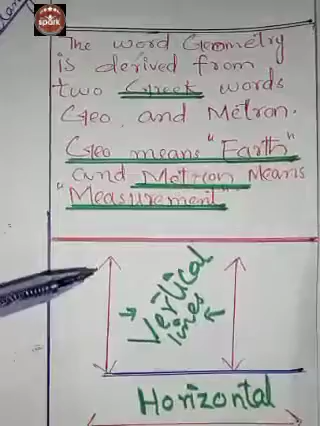 spark
The word Geometry
is derived from
two Greek words
Geo and Metron.
Geo means "Earth"
and Metron Means
"Measurement"
Vertical
lines
Horizontal